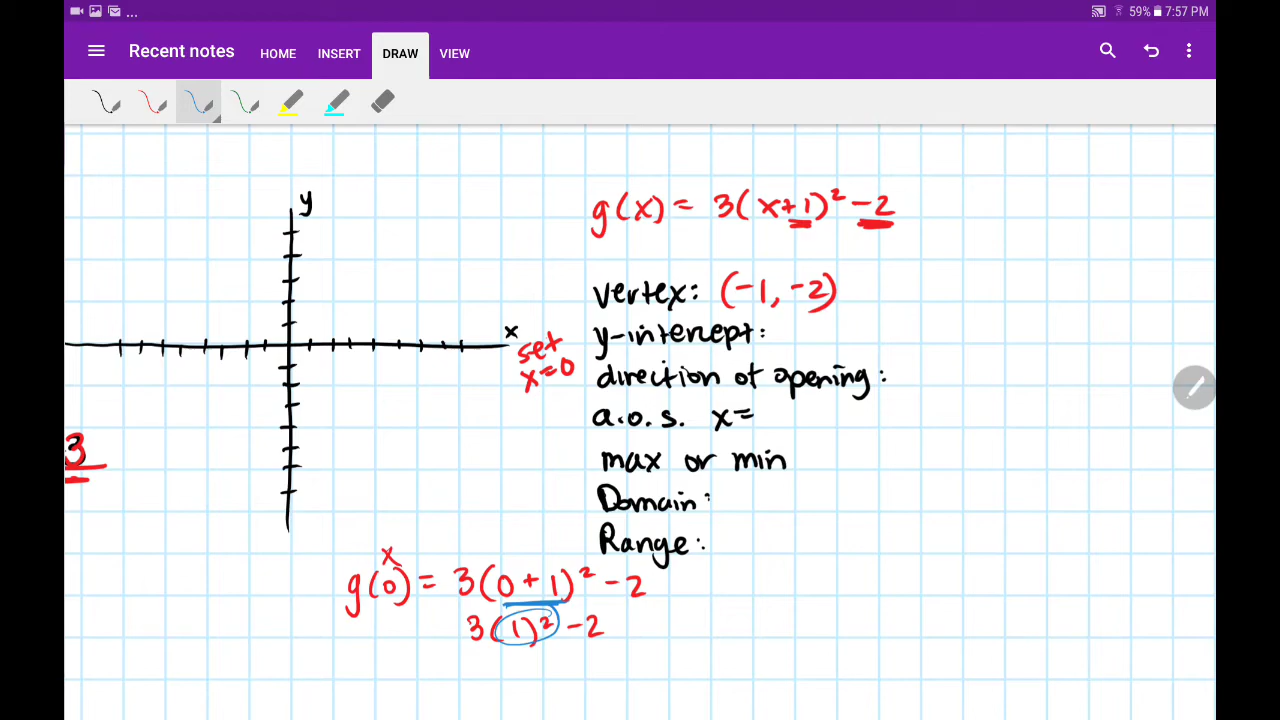 ...
59% 7:57 PM
Recent notes
HOME INSERT DRAW VIEW
y
g(x) = 3(x+1)² -2
vertex: (-1, -2)
x
set
x=0
y-intercept:
direction of opening:
a.o.s. x=
3
max or min
Domain:
Range:
x
g(0) = 3(0+1)² -2
3(1)² -2